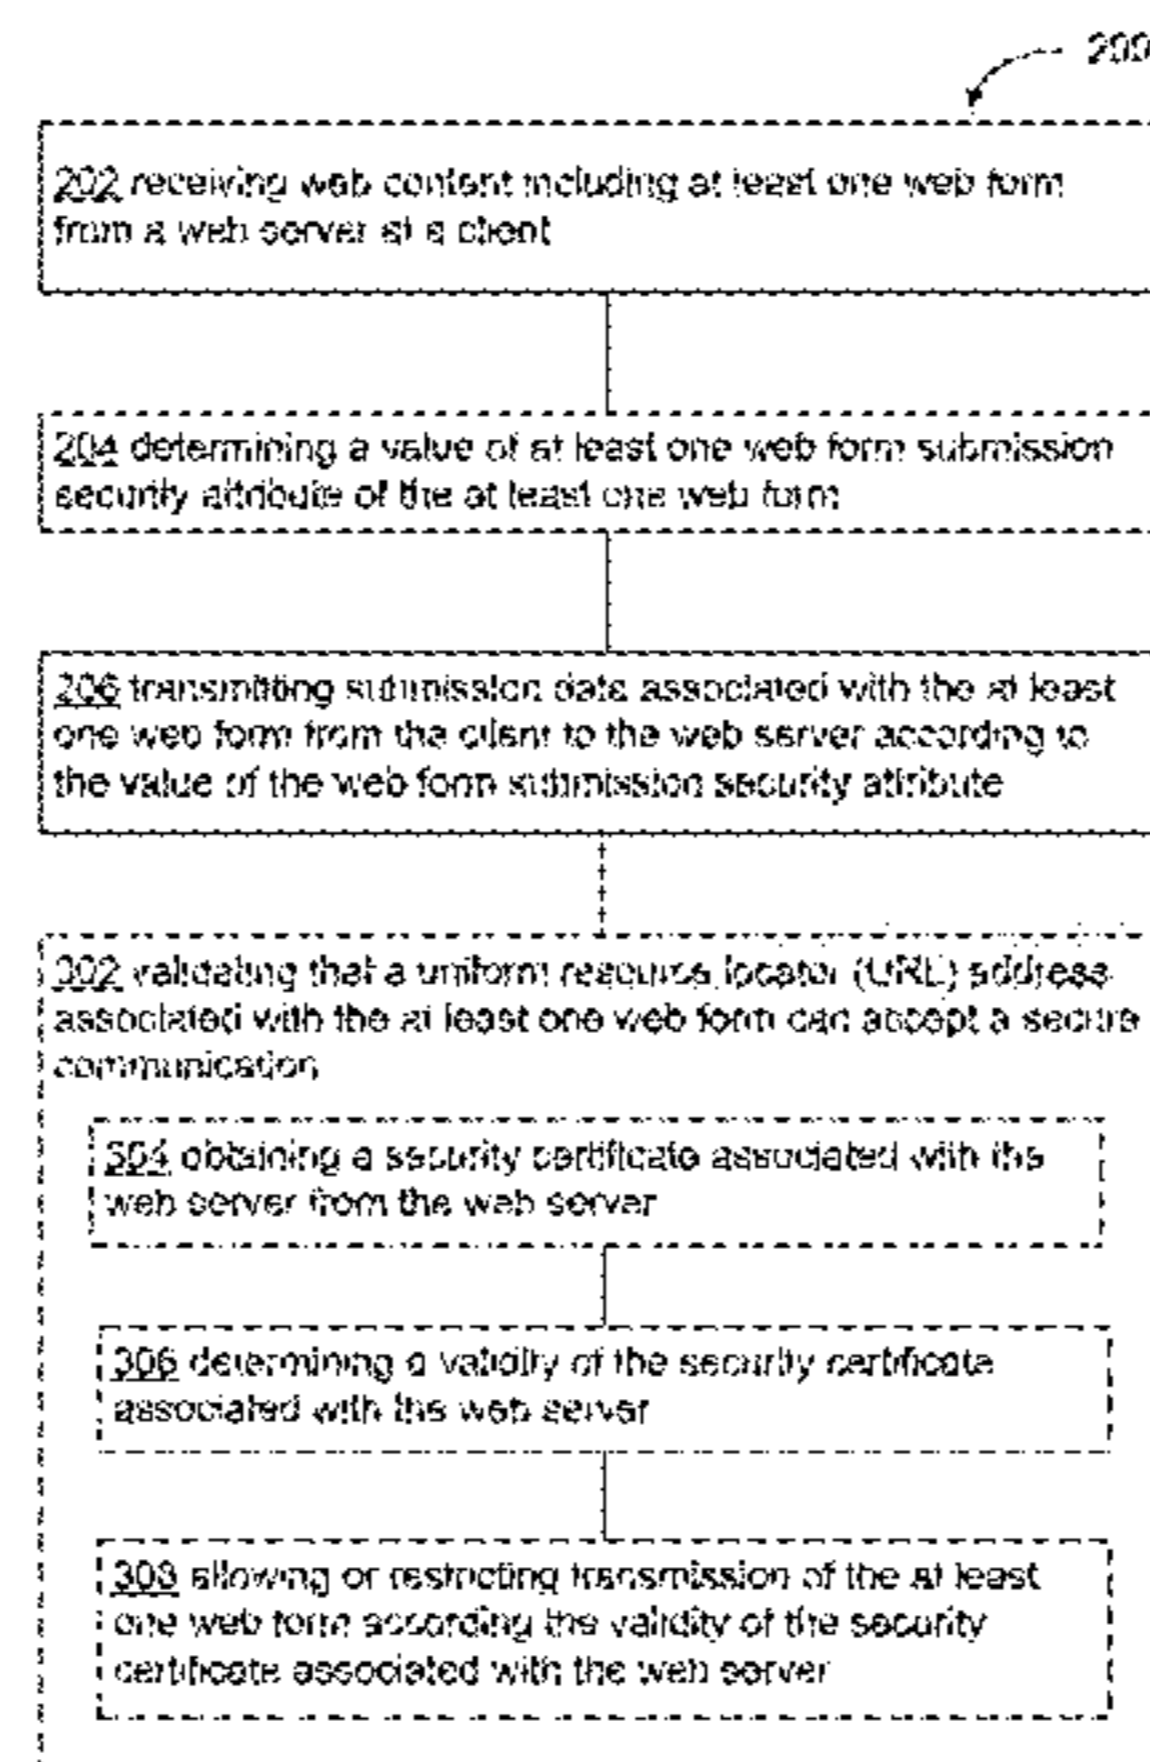 200
202 receiving web content including at least one web form
from a web server at a client
204 determining a value of at least one web form submission
security attribute of the at least one web form
206 transmitting submission data associated with the at least
one web form from the client to the web server according to
the value of the web form submission security attribute
302 validating that a uniform resource locator (URL) address
associated with the at least one web form can accept a secure
communication
304 obtaining a security certificate associated with the
web server from the web server
306 determining a validity of the security certificate
associated with the web server
308 allowing or restricting transmission of the at least
one web form according the validity of the security
certificate associated with the web server